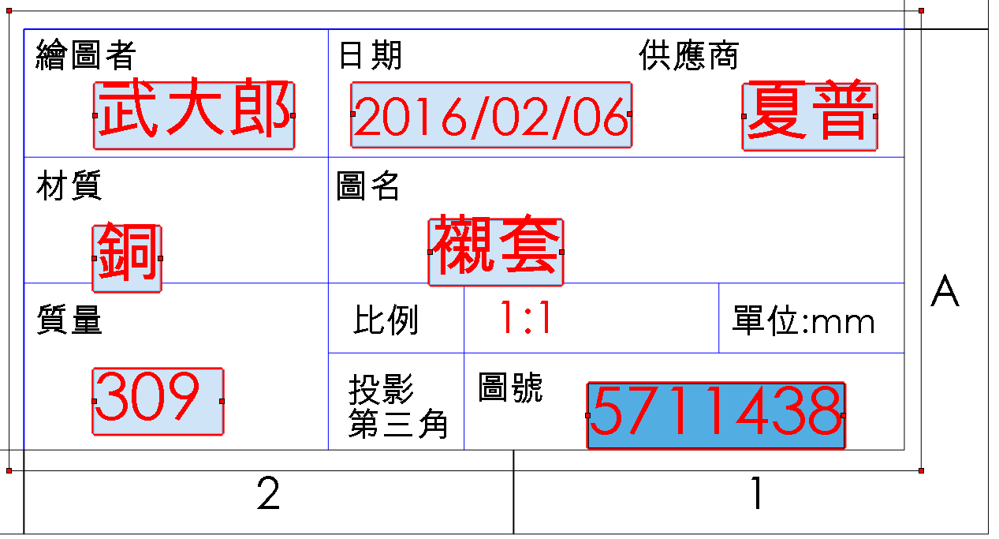 繪圖者 日期 供應商
武大郎 2016/02/06 夏普
材質 圖名
銅 襯套
A
質量 比例 1:1 單位:mm
309 投影 圖號 5711438
第三角
2 1